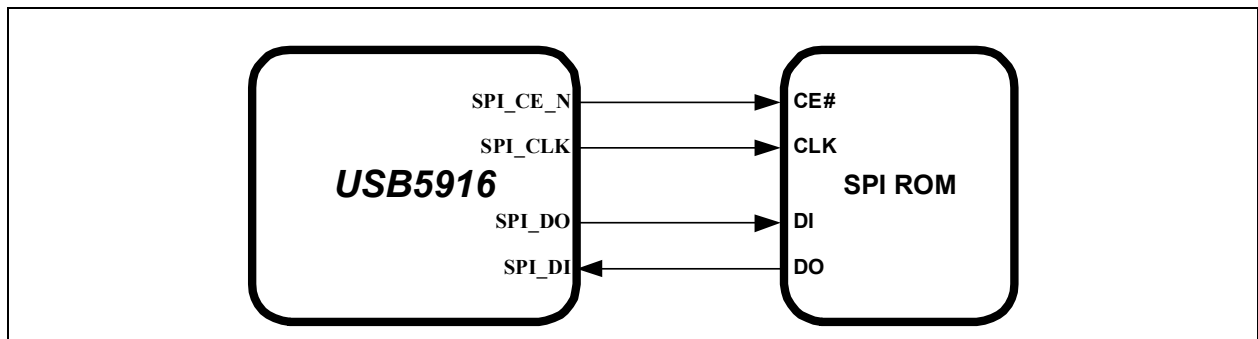 SPI_CE_N CE#
SPI_CLK CLK
USB5916 SPI ROM
SPI_DO DI
SPI_DI DO